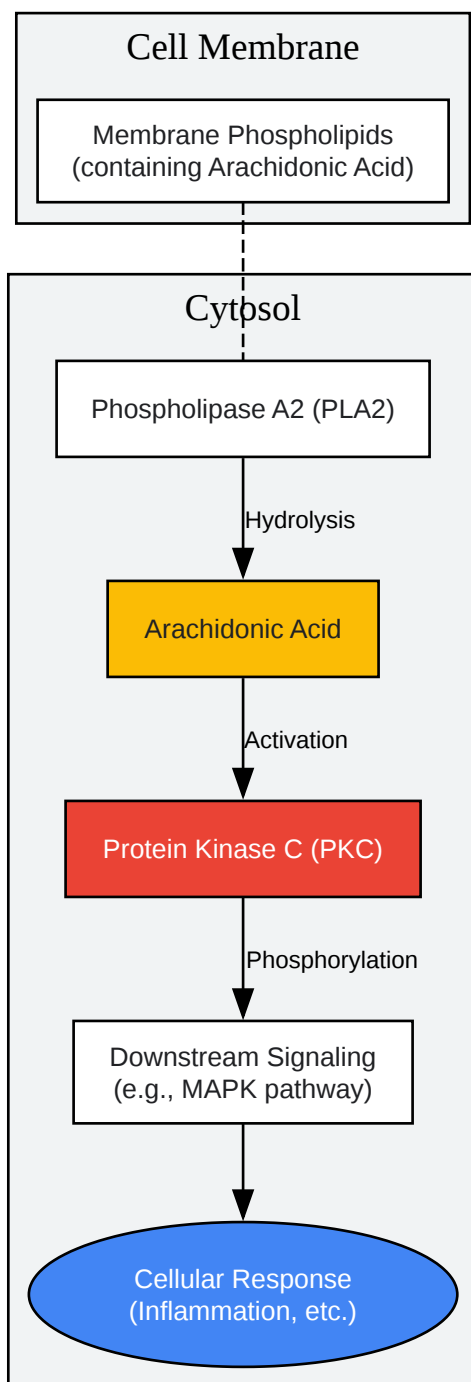 Cell Membrane
Membrane Phospholipids
(containing Arachidonic Acid)
Cytosol
Phospholipase A2 (PLA2)
Hydrolysis
Arachidonic Acid
Activation
Protein Kinase C (PKC)
Phosphorylation
Downstream Signaling
(e.g., MAPK pathway)
Cellular Response
(Inflammation, etc.)